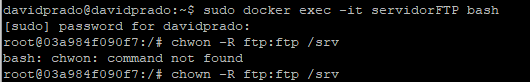 davidprado@davidprado:~$ sudo docker exec -it servidorFTP bash
[sudo] password for davidprado:
root@03a984f090f7:/# chwon -R ftp:ftp /srv
bash: chwon: command not found
root@03a984f090f7:/# chown -R ftp:ftp /srv